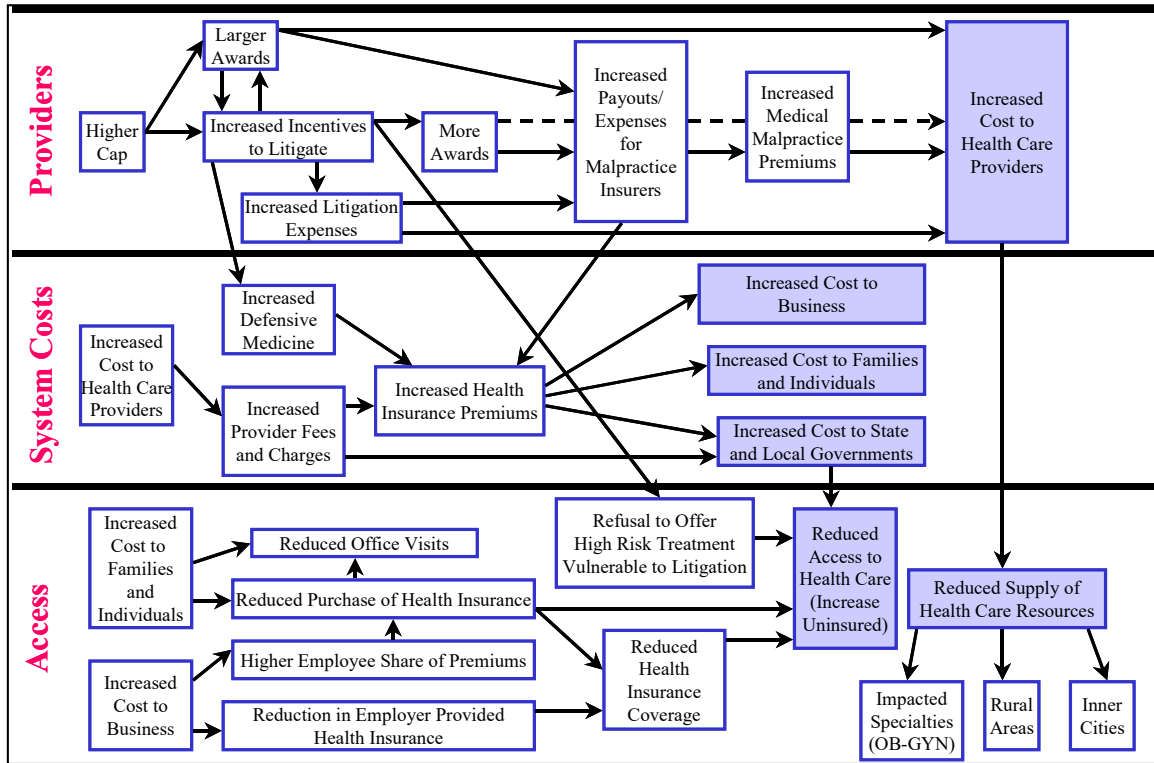 Providers
Larger
Awards
Higher
Cap
Increased Incentives
to Litigate
More
Awards
Increased Litigation
Expenses
Increased
Payouts/
Expenses
for
Malpractice
Insurers
Increased
Medical
Malpractice
Premiums
Increased
Cost to
Health Care
Providers
System Costs
Increased
Cost to
Health Care
Providers
Increased
Defensive
Medicine
Increased
Provider Fees
and Charges
Increased Health
Insurance Premiums
Increased Cost to
Business
Increased Cost to Families
and Individuals
Increased Cost to State
and Local Governments
Access
Increased
Cost to
Families
and
Individuals
Increased
Cost to
Business
Reduced Office Visits
Reduced Purchase of Health Insurance
Higher Employee Share of Premiums
Reduction in Employer Provided
Health Insurance
Refusal to Offer
High Risk Treatment
Vulnerable to Litigation
Reduced
Health
Insurance
Coverage
Reduced
Access to
Health Care
(Increase
Uninsured)
Reduced Supply of
Health Care Resources
Impacted
Specialties
(OB-GYN)
Rural
Areas
Inner
Cities